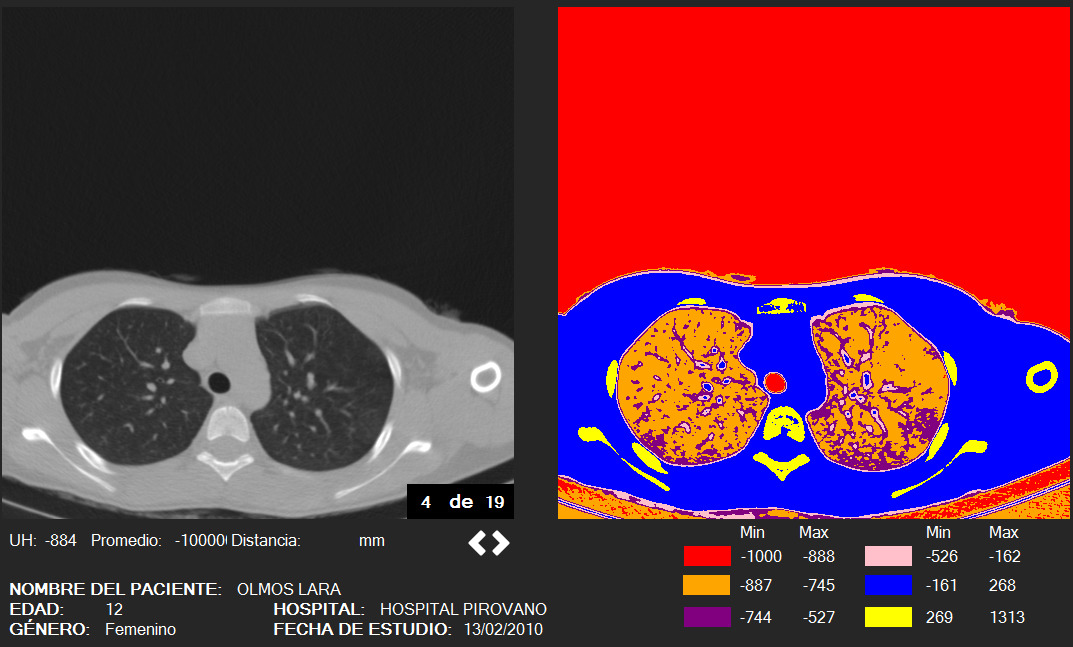 4 de 19
UH: -884 Promedio: -10000 Distancia: mm
NOMBRE DEL PACIENTE: OLMOS LARA
EDAD: 12 HOSPITAL: HOSPITAL PIROVANO
GÉNERO: Femenino FECHA DE ESTUDIO: 13/02/2010
Min Max Min Max
-1000 -888 -526 -162
-887 -745 -161 268
-744 -527 269 1313